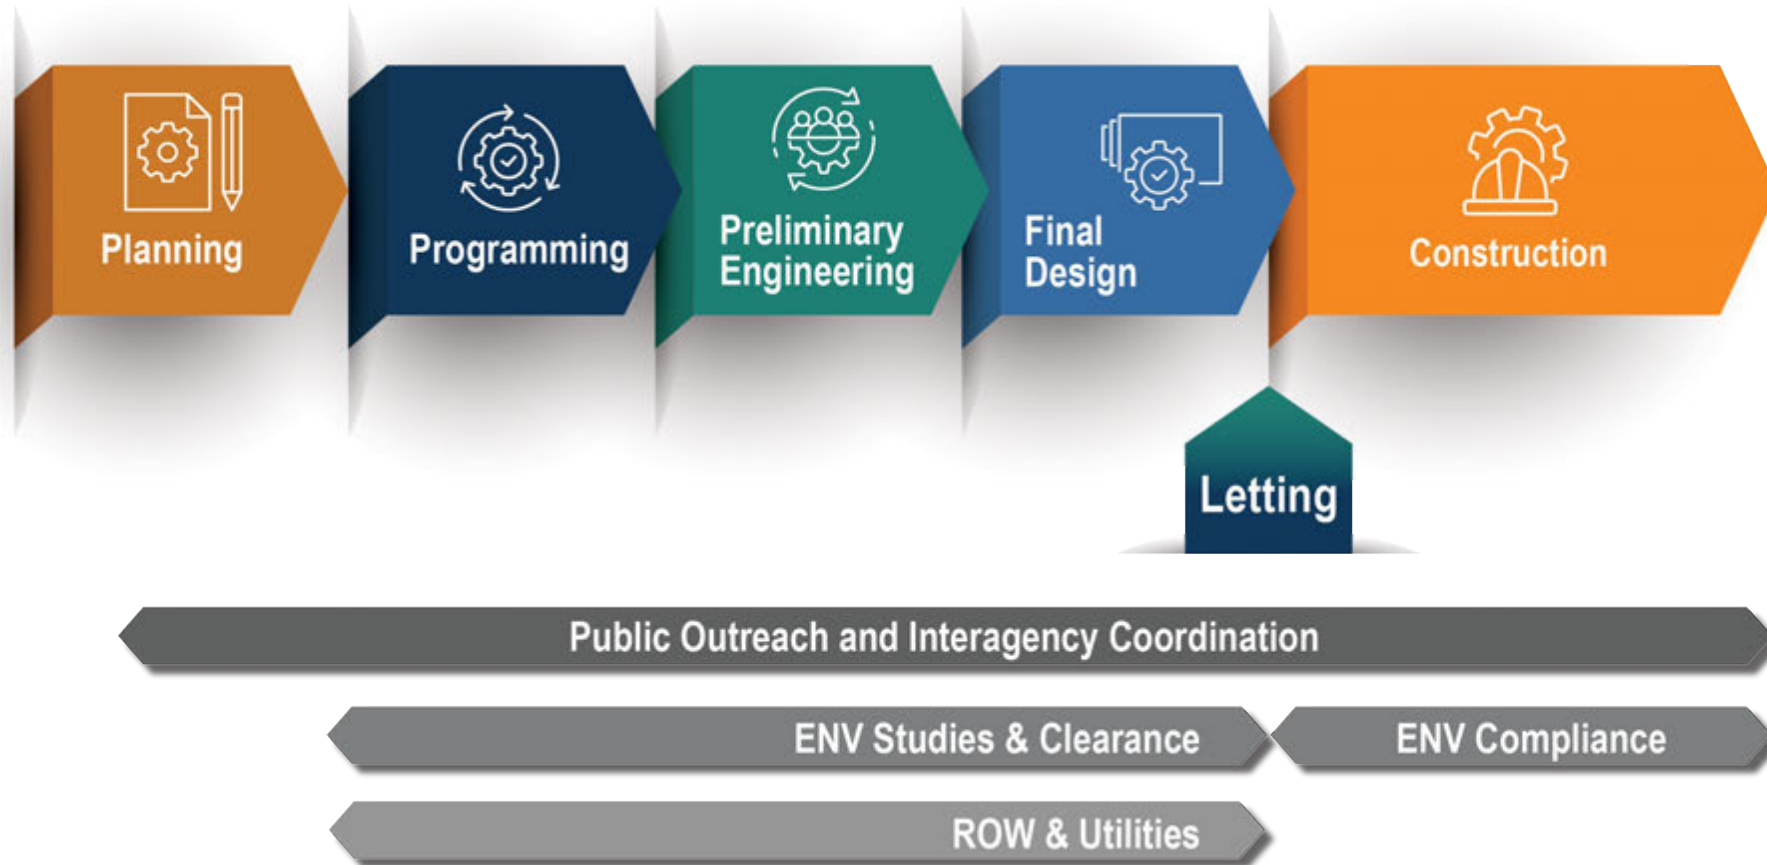 Planning
Programming
Preliminary
Engineering
Final
Design
Construction
Letting
Public Outreach and Interagency Coordination
ENV Studies & Clearance
ENV Compliance
ROW & Utilities